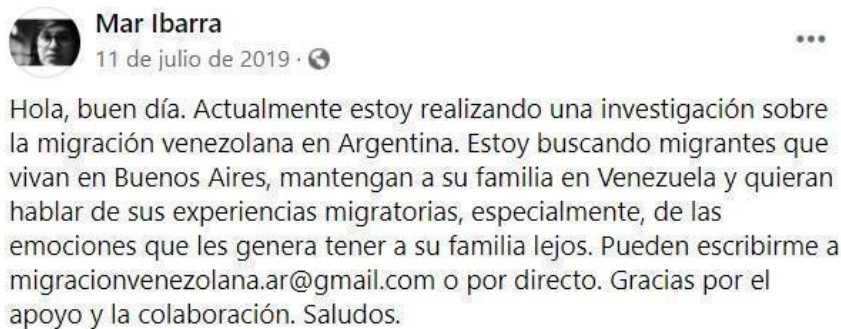 Mar Ibarra
11 de julio de 2019 ·
Hola, buen día. Actualmente estoy realizando una investigación sobre
la migración venezolana en Argentina. Estoy buscando migrantes que
vivan en Buenos Aires, mantengan a su familia en Venezuela y quieran
hablar de sus experiencias migratorias, especialmente, de las
emociones que les genera tener a su familia lejos. Pueden escribirme a
migracionvenezolana.ar@gmail.com o por directo. Gracias por el
apoyo y la colaboración. Saludos.